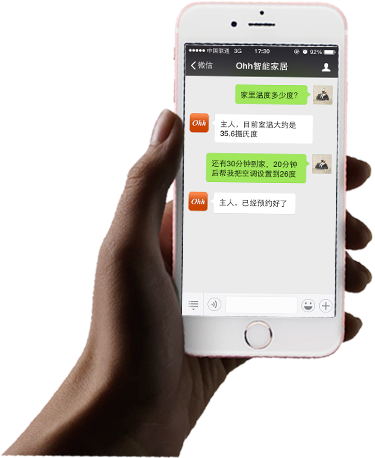 中国联通 3G 17:30 92%
微信 Ohh智能家居
家里温度多少度?
Ohh
主人，目前室温大约是
35.6摄氏度
还有30分钟到家，20分钟
后帮我把空调设置到26度
Ohh
主人，已经预约好了